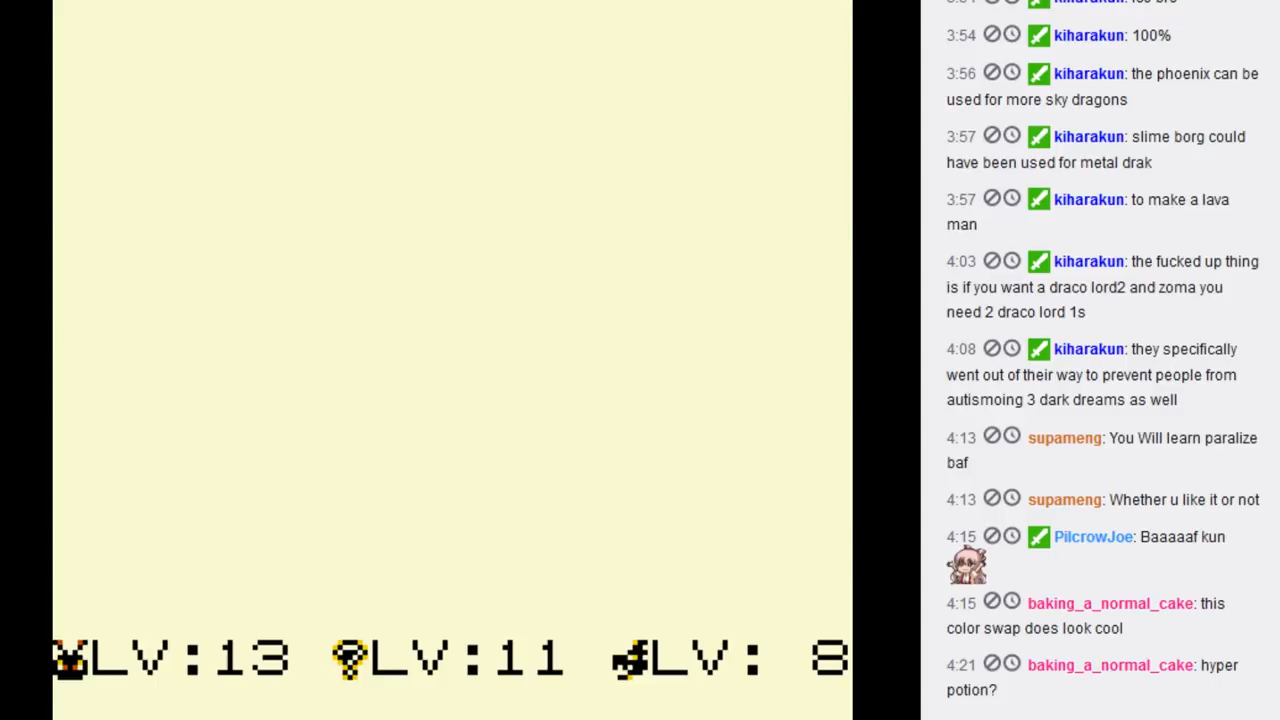 kiharakun:
3:54 kiharakun: 100%
3:56 kiharakun: the phoenix can be
used for more sky dragons
3:57 kiharakun: slime borg could
have been used for metal drak
3:57 kiharakun: to make a lava
man
4:03 kiharakun: the fucked up thing
is if you want a draco lord2 and zoma you
need 2 draco lord 1s
4:08 kiharakun: they specifically
went out of their way to prevent people from
autismoing 3 dark dreams as well
4:13 supameng: You Will learn paralize
baf
4:13 supameng: Whether u like it or not
4:15 PilcrowJoe: Baaaaaf kun
4:15 baking_a_normal_cake: this
color swap does look cool
4:21 baking_a_normal_cake: hyper
potion?
LV:13 LV:11 LV: 8